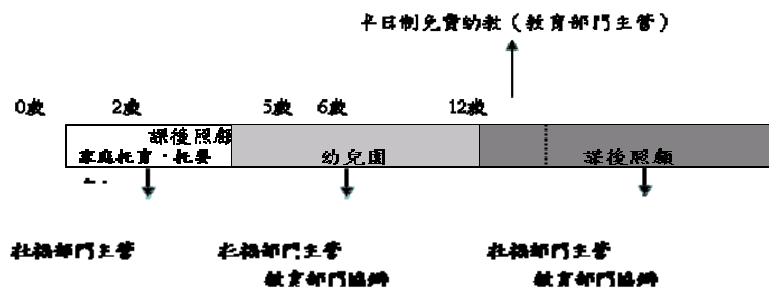 半日制免費幼教（教育部門主管）
0歲 2歲 5歲 6歲 12歲
課後照顧
家庭托育、托嬰
幼兒園 課後照顧
社福部門主管 社福部門主管 社福部門主管
教育部門協辦 教育部門協辦